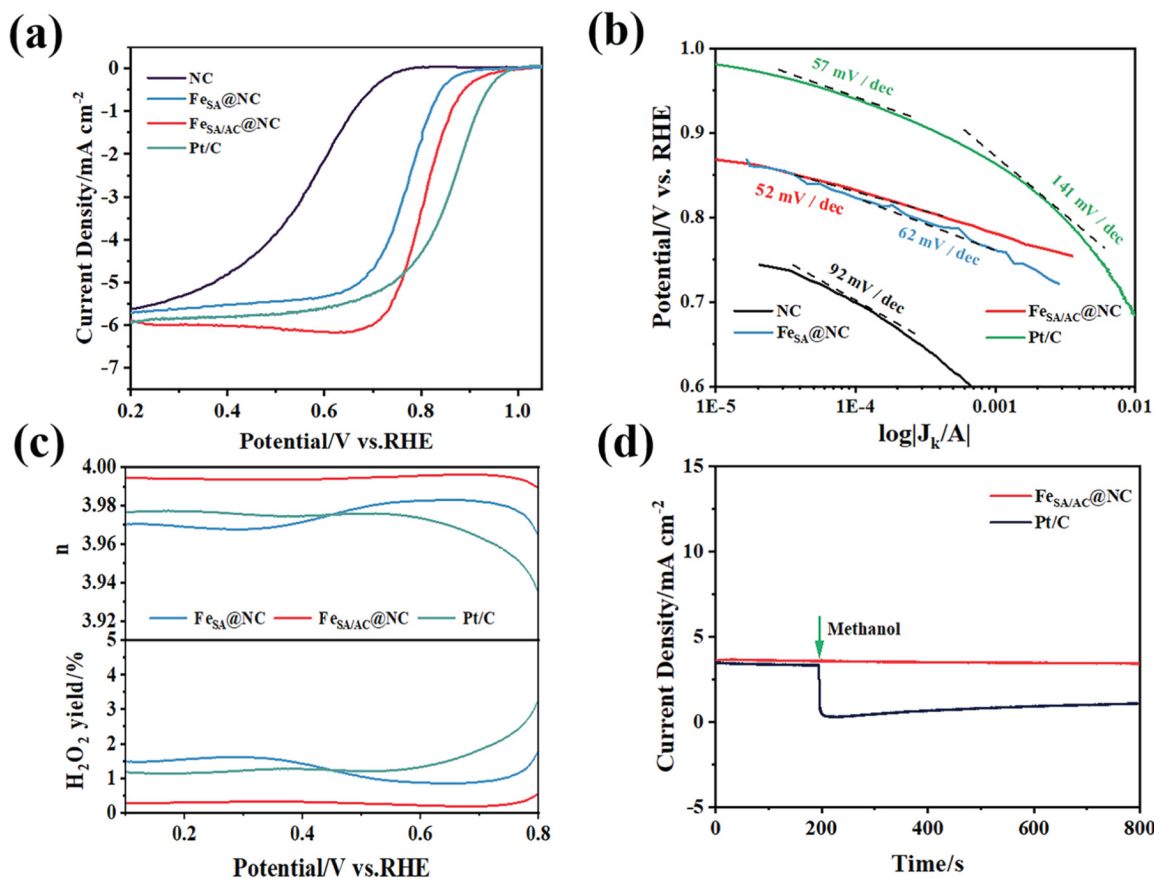 (a)
Current Density/mA cm⁻²
0
-1
-2
-3
-4
-5
-6
-7
NC
Fe_SA@NC
Fe_SA/AC@NC
Pt/C
0.2
0.4
0.6
0.8
1.0
Potential/V vs.RHE
(b)
Potential/V vs. RHE
1.0
0.9
0.8
0.7
0.6
57 mV / dec
141 mV / dec
52 mV / dec
62 mV / dec
92 mV / dec
NC
Fe_SA@NC
Fe_SA/AC@NC
Pt/C
1E-5
1E-4
0.001
0.01
log|J_k/A|
(c)
n
4.00
3.98
3.96
3.94
3.92
Fe_SA@NC
Fe_SA/AC@NC
Pt/C
H₂O₂ yield/%
5
4
3
2
1
0
0.2
0.4
0.6
0.8
Potential/V vs.RHE
(d)
Current Density/mA cm⁻²
15
10
5
0
-5
Fe_SA/AC@NC
Pt/C
Methanol
0
200
400
600
800
Time/s